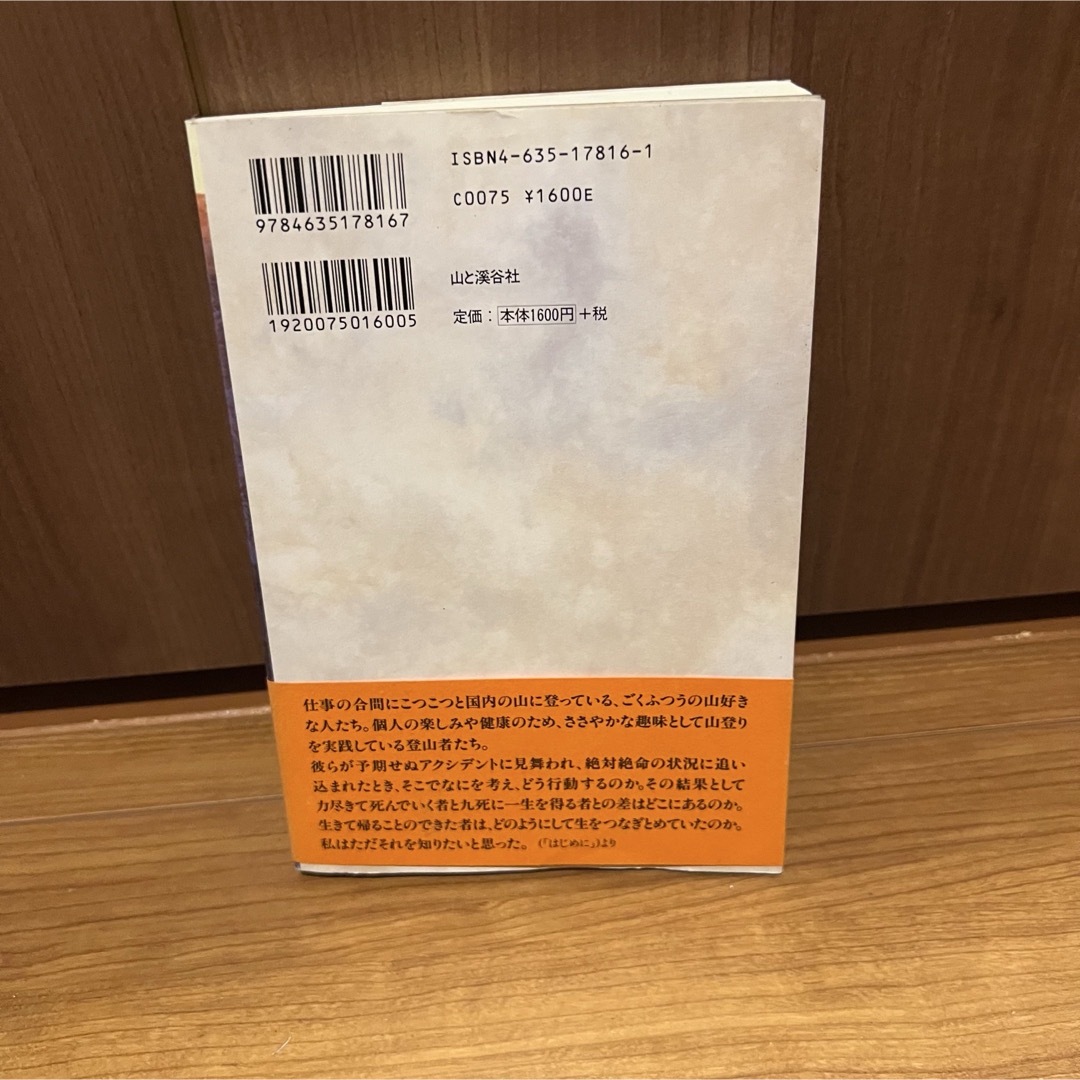 ISBN4-635-17816-1
C0075 ¥1600E
9784635178167
1920075016005
山と溪谷社
定価：本体1600円＋税
仕事の合間にこつこつと国内の山に登っている、ごくふつうの山好き
な人たち。個人の楽しみや健康のため、ささやかな趣味として山登り
を実践している登山者たち。
彼らが予期せぬアクシデントに見舞われ、絶対絶命の状況に追い
込まれたとき、そこでなにを考え、どう行動するのか。その結果として
力尽きて死んでいく者と九死に一生を得る者との差はどこにあるのか。
生きて帰ることのできた者は、どのようにして生をつなぎとめていたのか。
私はただそれを知りたいと思った。（「はじめに」）より